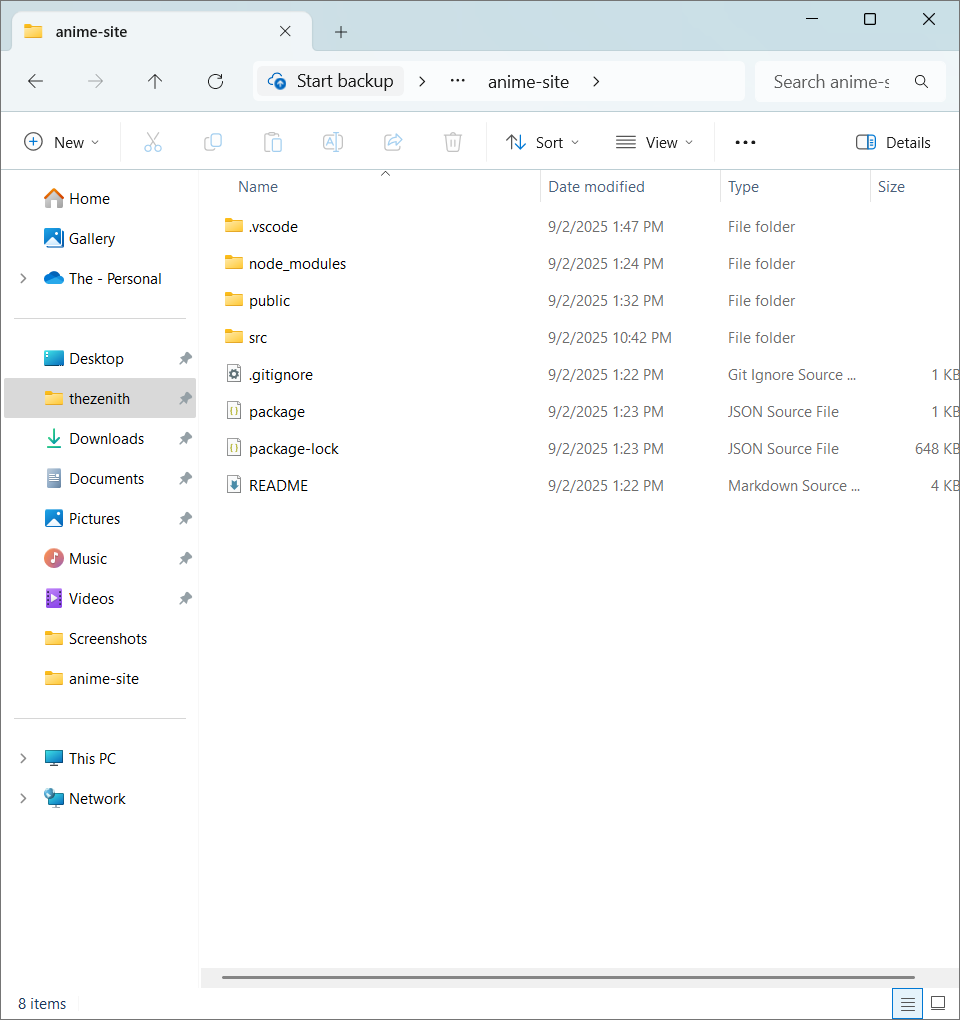 anime-site
Start backup > ... anime-site >
Search anime-s
New
Sort
View
Details
Name Date modified Type Size
Home
Gallery
The - Personal
Desktop
thezenith
Downloads
Documents
Pictures
Music
Videos
Screenshots
anime-site
This PC
Network
.vscode 9/2/2025 1:47 PM File folder
node_modules 9/2/2025 1:24 PM File folder
public 9/2/2025 1:32 PM File folder
src 9/2/2025 10:42 PM File folder
.gitignore 9/2/2025 1:22 PM Git Ignore Source ... 1 KB
package 9/2/2025 1:23 PM JSON Source File 1 KB
package-lock 9/2/2025 1:23 PM JSON Source File 648 KB
README 9/2/2025 1:22 PM Markdown Source ... 4 KB
8 items